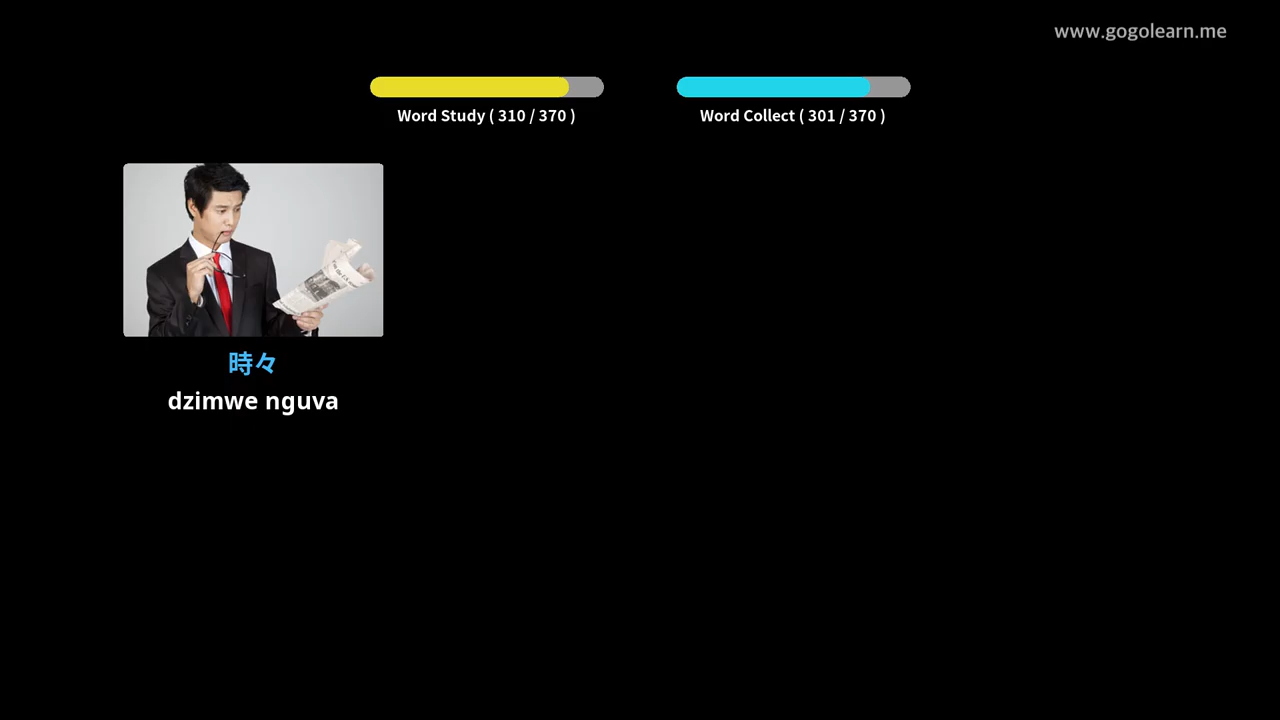 www.gogolearn.me
Word Study ( 310 / 370 )
Word Collect ( 301 / 370 )
時々
dzimwe nguva